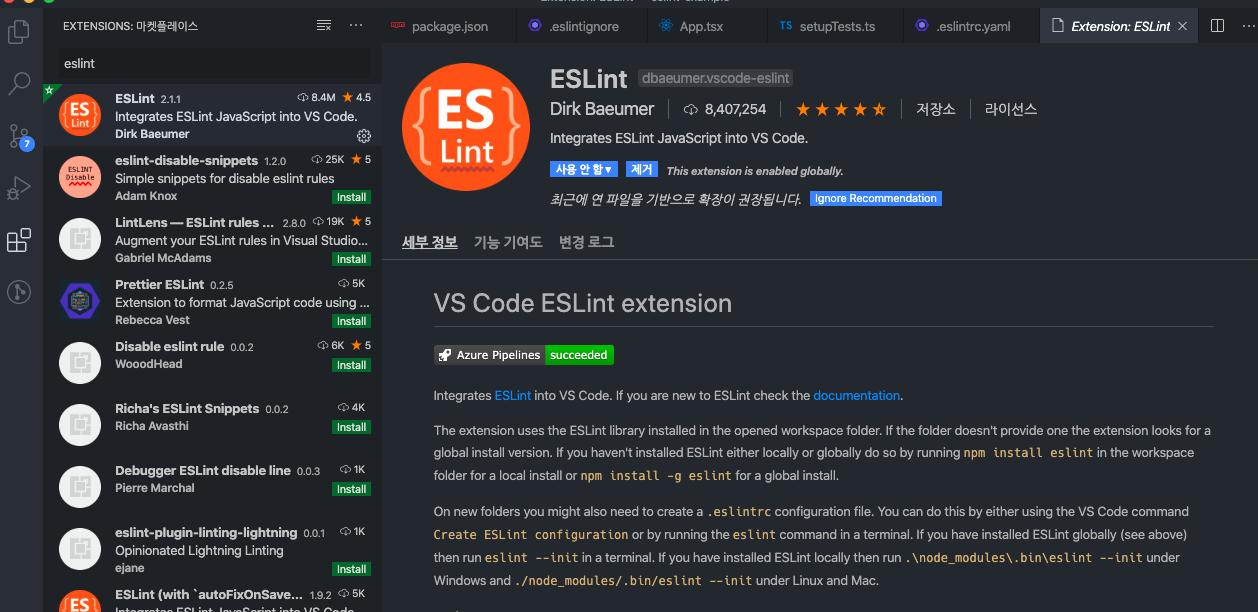 EXTENSIONS: 마켓플레이스
package.json
.eslintignore
App.tsx
TS setupTests.ts
.eslintrc.yaml
Extension: ESLint
eslint
7
ES
Lint
ESLint 2.1.1 8.4M 4.5
Integrates ESLint JavaScript into VS Code.
Dirk Baeumer
ESLINT
Disable
eslint-disable-snippets 1.2.0 25K 5
Simple snippets for disable eslint rules
Adam Knox Install
LintLens — ESLint rules ... 2.8.0 19K 5
Augment your ESLint rules in Visual Studio...
Gabriel McAdams Install
Prettier ESLint 0.2.5 5K
Extension to format JavaScript code using ...
Rebecca Vest Install
Disable eslint rule 0.0.2 6K 5
WooodHead Install
Richa's ESLint Snippets 0.0.2 4K
Richa Avasthi Install
Debugger ESLint disable line 0.0.3 1K
Pierre Marchal Install
eslint-plugin-linting-lightning 0.0.1 1K
Opinionated Lightning Linting
ejane Install
ES
ESLint (with `autoFixOnSave... 1.9.2 5K
Integrates ESLint JavaScript into VS Code.
ES
Lint
ESLint dbaeumer.vscode-eslint
Dirk Baeumer 8,407,254 저장소 라이선스
Integrates ESLint JavaScript into VS Code.
사용 안 함 제거 This extension is enabled globally.
최근에 연 파일을 기반으로 확장이 권장됩니다. Ignore Recommendation
세부 정보 기능 기여도 변경 로그
VS Code ESLint extension
Azure Pipelines succeeded
Integrates ESLint into VS Code. If you are new to ESLint check the documentation.
The extension uses the ESLint library installed in the opened workspace folder. If the folder doesn't provide one the extension looks for a
global install version. If you haven't installed ESLint either locally or globally do so by running npm install eslint in the workspace
folder for a local install or npm install -g eslint for a global install.
On new folders you might also need to create a .eslintrc configuration file. You can do this by either using the VS Code command
Create ESLint configuration or by running the eslint command in a terminal. If you have installed ESLint globally (see above)
then run eslint --init in a terminal. If you have installed ESLint locally then run .\node_modules\.bin\eslint --init under
Windows and ./node_modules/.bin/eslint --init under Linux and Mac.